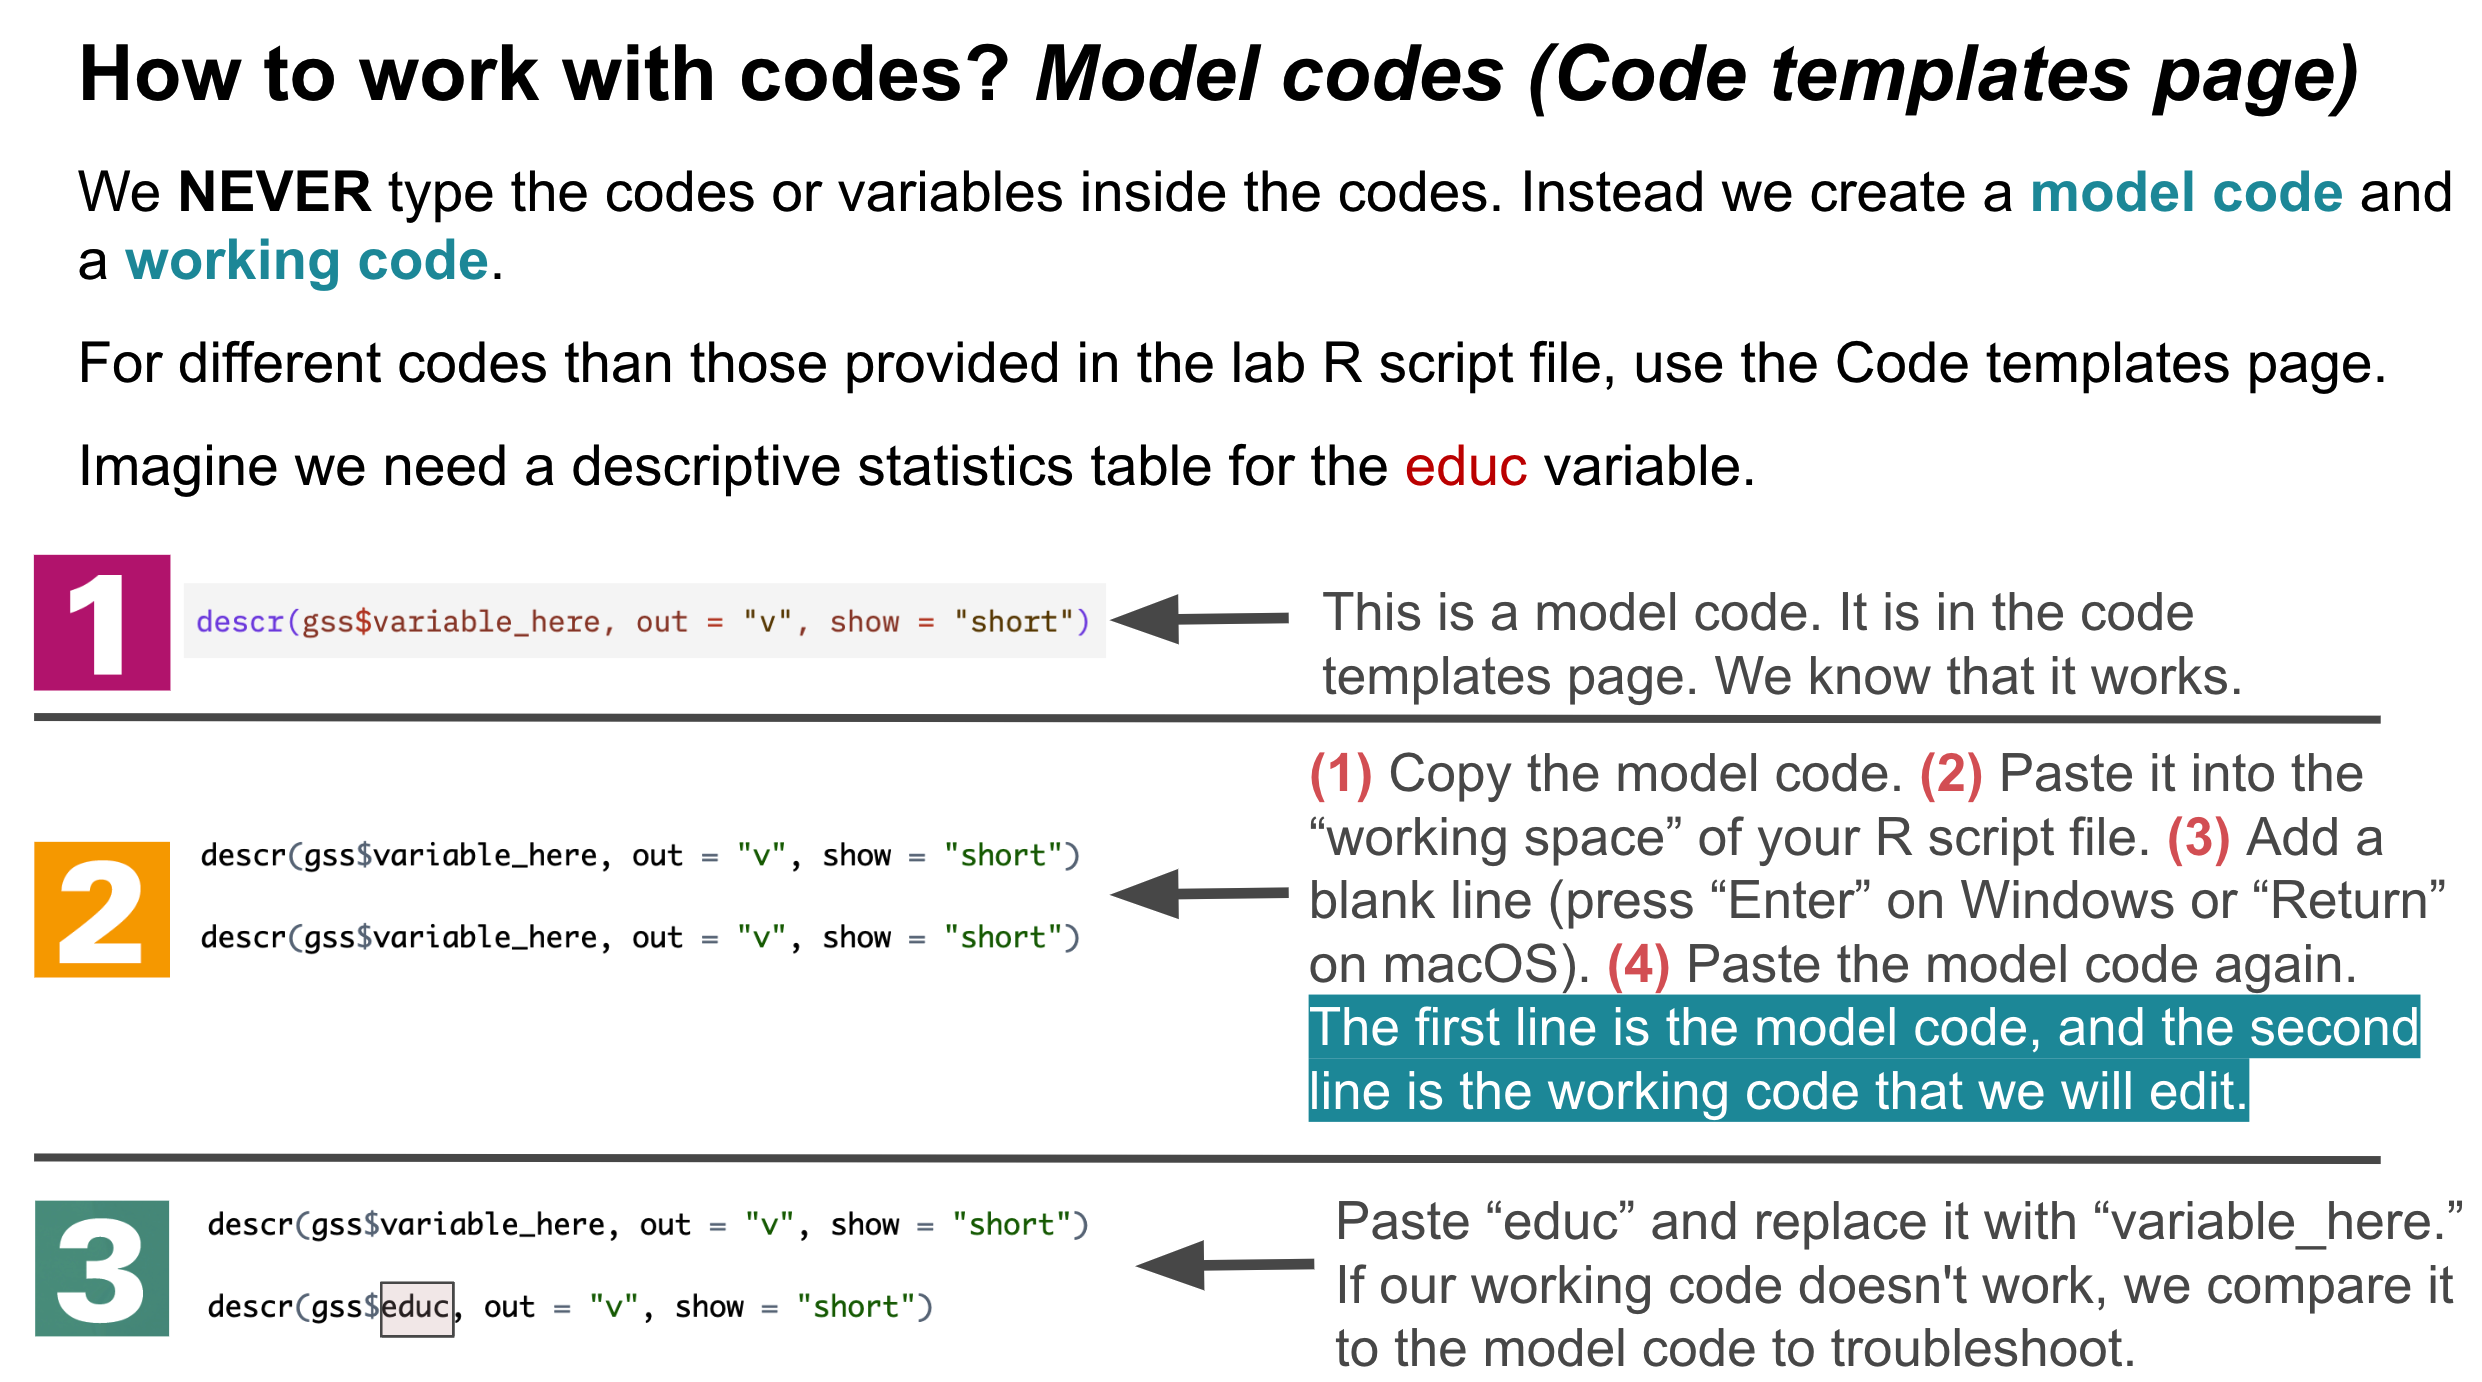 How to work with codes? Model codes (Code templates page)
We NEVER type the codes or variables inside the codes. Instead we create a model code and
a working code.
For different codes than those provided in the lab R script file, use the Code templates page.
Imagine we need a descriptive statistics table for the educ variable.
1
descr(gss$variable_here, out = "v", show = "short")
This is a model code. It is in the code
templates page. We know that it works.
2
descr(gss$variable_here, out = "v", show = "short")
descr(gss$variable_here, out = "v", show = "short")
(1) Copy the model code. (2) Paste it into the
“working space” of your R script file. (3) Add a
blank line (press “Enter” on Windows or “Return”
on macOS). (4) Paste the model code again.
The first line is the model code, and the second
line is the working code that we will edit.
3
descr(gss$variable_here, out = "v", show = "short")
descr(gss$educ, out = "v", show = "short")
Paste “educ” and replace it with “variable_here.”
If our working code doesn't work, we compare it
to the model code to troubleshoot.